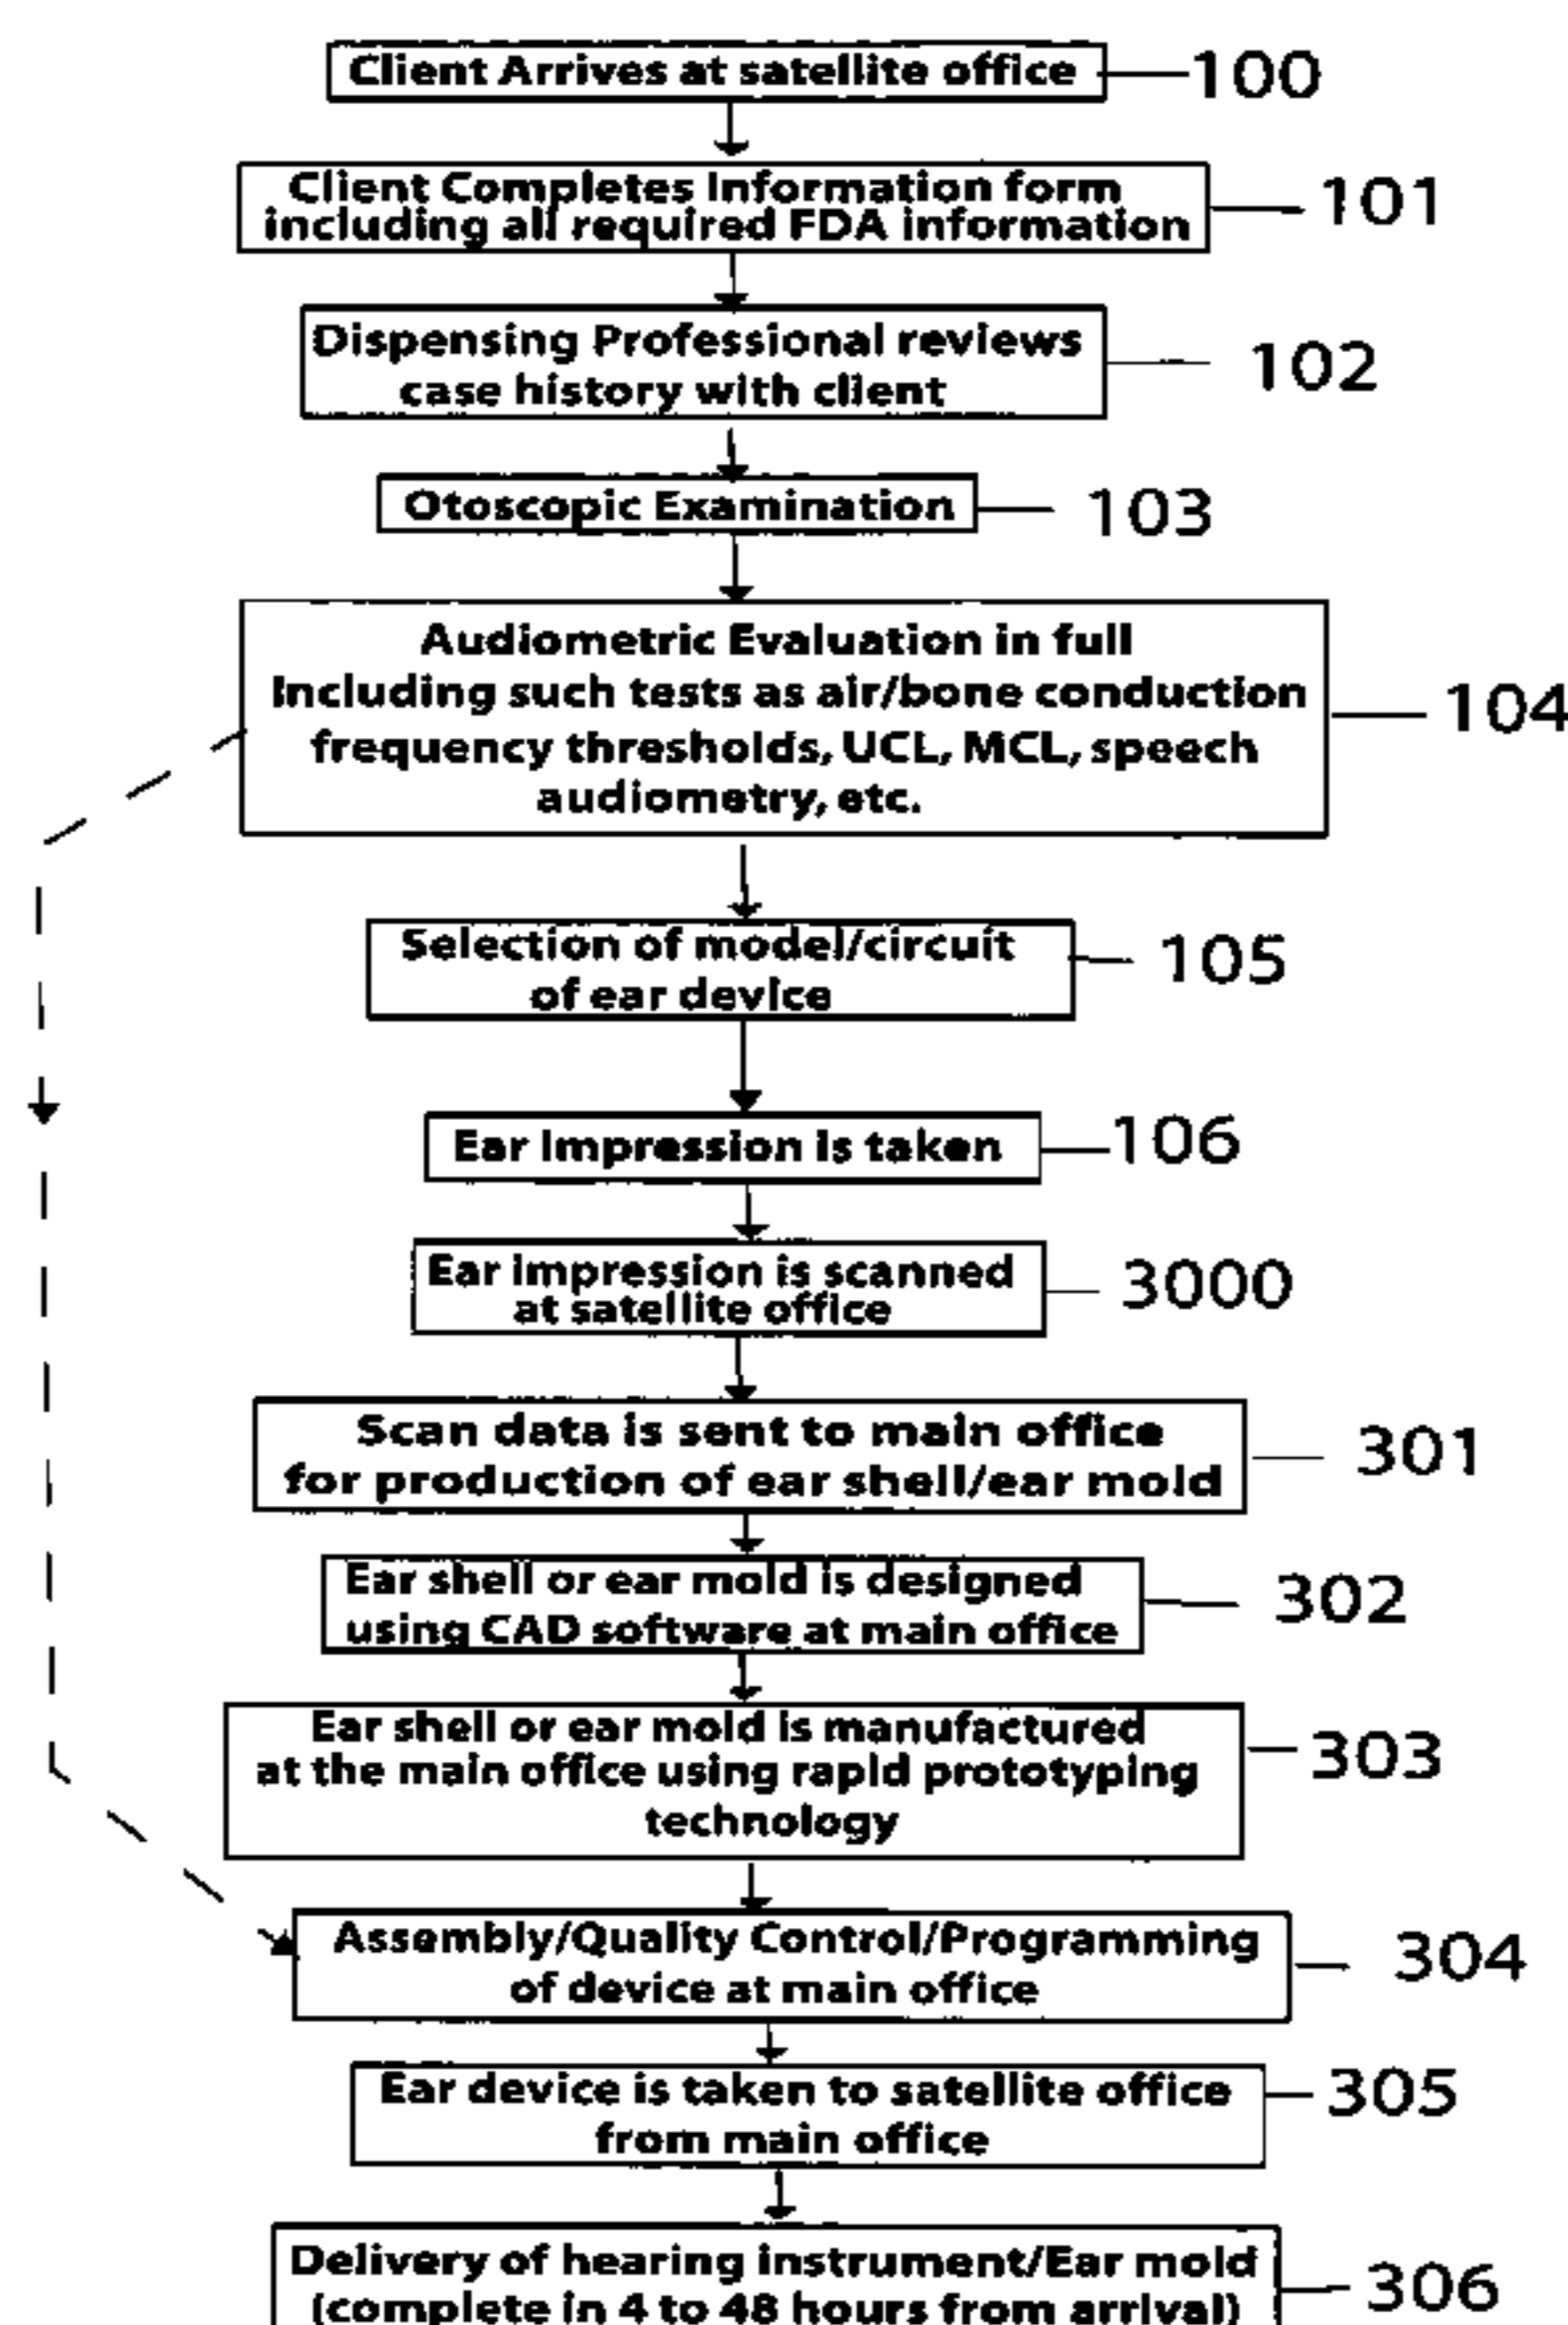 Client Arrives at satellite office
100
Client Completes Information form
including all required FDA information
101
Dispensing Professional reviews
case history with client
102
Otoscopic Examination
103
Audiometric Evaluation in full
Including such tests as air/bone conduction
frequency thresholds, UCL, MCL, speech
audiometry, etc.
104
Selection of model/circuit
of ear device
105
Ear Impression is taken
106
Ear impression is scanned
at satellite office
3000
Scan data is sent to main office
for production of ear shell/ear mold
301
Ear shell or ear mold is designed
using CAD software at main office
302
Ear shell or ear mold is manufactured
at the main office using rapid prototyping
technology
303
Assembly/Quality Control/Programming
of device at main office
304
Ear device is taken to satellite office
from main office
305
Delivery of hearing instrument/Ear mold
(complete in 4 to 48 hours from arrival)
306